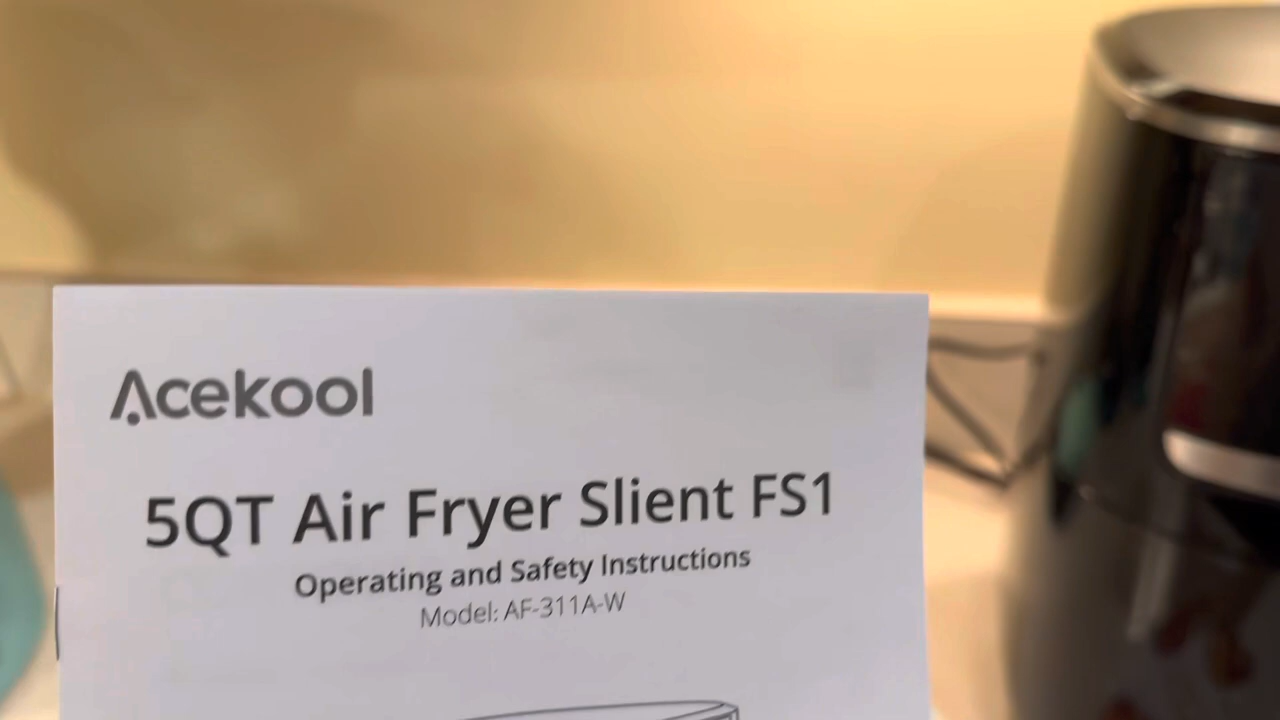 Acekool
5QT Air Fryer Slient FS1
Operating and Safety Instructions
Model: AF-311A-W